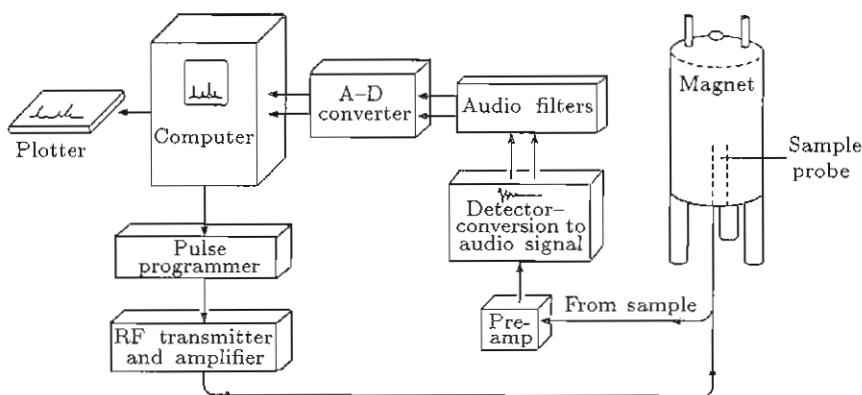 Plotter
Computer
A–D
converter
Audio filters
Magnet
Sample
probe
Detector–
conversion to
audio signal
Pulse
programmer
From sample
Pre-
amp
RF transmitter
and amplifier